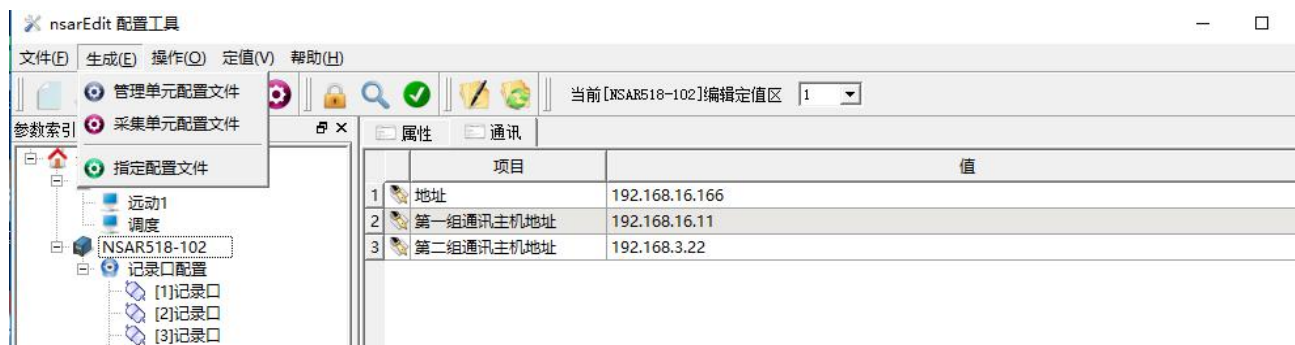 nsarEdit 配置工具
文件(F) 生成(E) 操作(O) 定值(V) 帮助(H)
管理单元配置文件
采集单元配置文件
指定配置文件
当前[NSAR518-102]编辑定值区 1
参数索引
属性 通讯
项目 值
1 地址 192.168.16.166
2 第一组通讯主机地址 192.168.16.11
3 第二组通讯主机地址 192.168.3.22
远动1
调度
NSAR518-102
记录口配置
[1]记录口
[2]记录口
[3]记录口